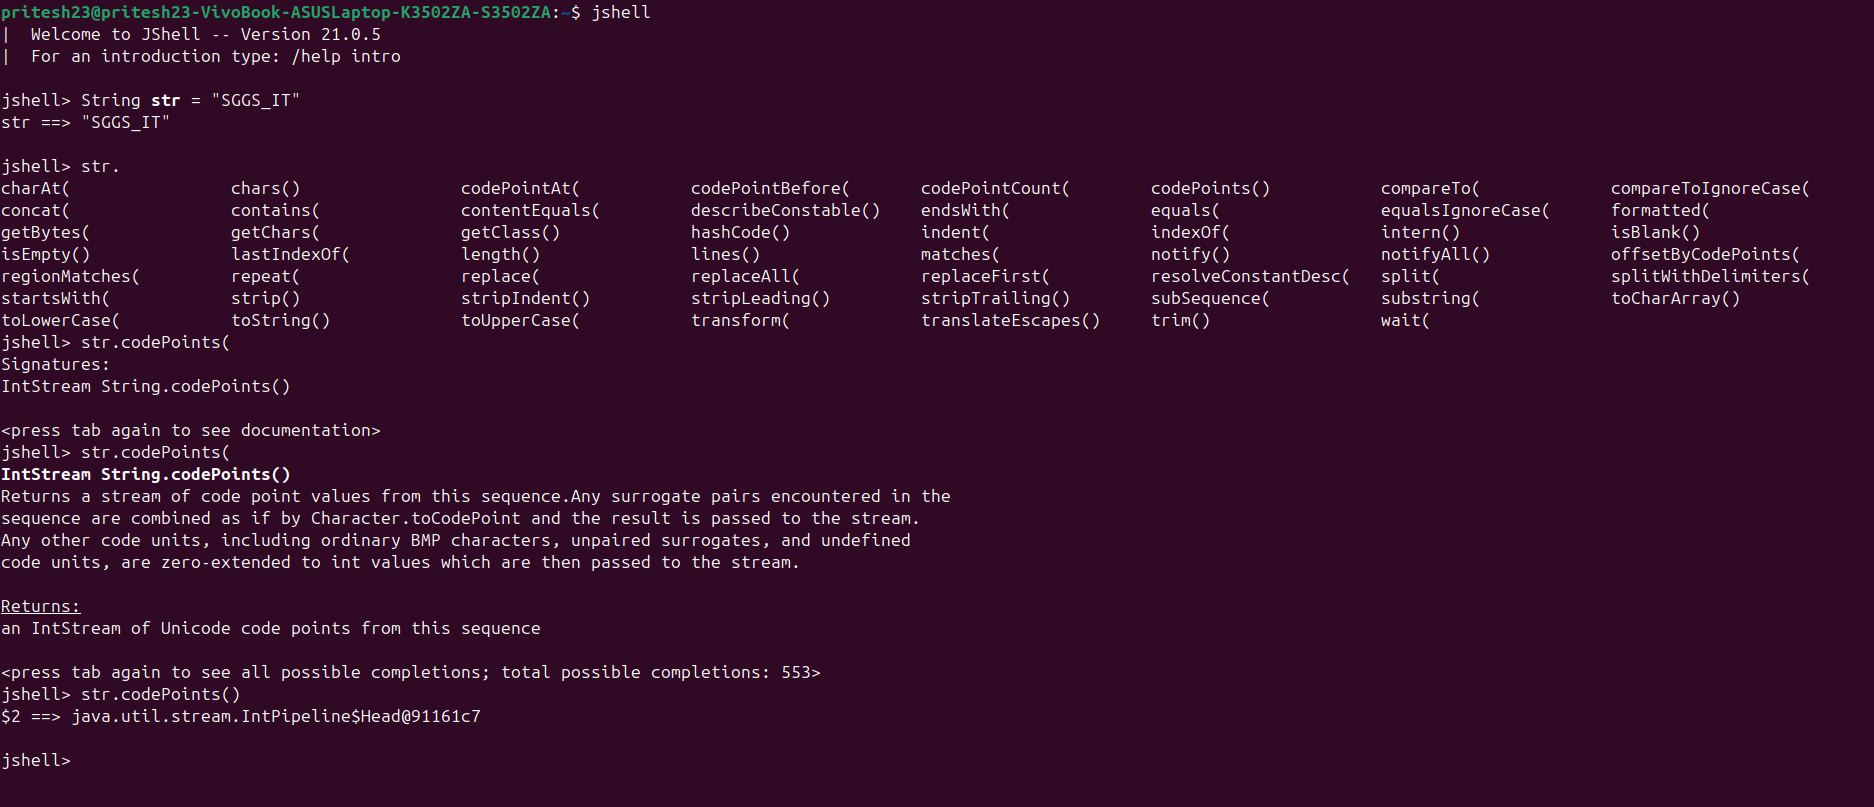 pritesh23@pritesh23-VivoBook-ASUSLaptop-K3502ZA-S3502ZA:~$ jshell
|  Welcome to JShell -- Version 21.0.5
|  For an introduction type: /help intro
jshell> String str = "SGGS_IT"
str ==> "SGGS_IT"
jshell> str.
charAt( chars() codePointAt( codePointBefore( codePointCount( codePoints() compareTo( compareToIgnoreCase(
concat( contains( contentEquals( describeConstable() endsWith( equals( equalsIgnoreCase( formatted(
getBytes( getChars( getClass() hashCode() indent( indexOf( intern() isBlank()
isEmpty() lastIndexOf( length() lines() matches( notify() notifyAll() offsetByCodePoints(
regionMatches( repeat( replace( replaceAll( replaceFirst( resolveConstantDesc( split( splitWithDelimiters(
startsWith( strip() stripIndent() stripLeading() stripTrailing() subSequence( substring( toCharArray()
toLowerCase( toString() toUpperCase( transform( translateEscapes() trim() wait(
jshell> str.codePoints(
Signatures:
IntStream String.codePoints()
<press tab again to see documentation>
jshell> str.codePoints(
IntStream String.codePoints()
Returns a stream of code point values from this sequence.Any surrogate pairs encountered in the
sequence are combined as if by Character.toCodePoint and the result is passed to the stream.
Any other code units, including ordinary BMP characters, unpaired surrogates, and undefined
code units, are zero-extended to int values which are then passed to the stream.
Returns:
an IntStream of Unicode code points from this sequence
<press tab again to see all possible completions; total possible completions: 553>
jshell> str.codePoints()
$2 ==> java.util.stream.IntPipeline$Head@91161c7
jshell>